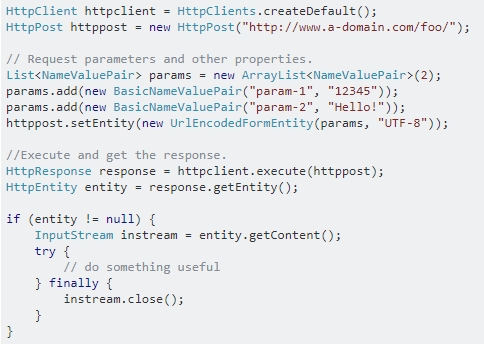 HttpClient httpclient = HttpClients.createDefault();
HttpPost httppost = new HttpPost("http://www.a-domain.com/foo/");

// Request parameters and other properties.
List<NameValuePair> params = new ArrayList<NameValuePair>(2);
params.add(new BasicNameValuePair("param-1", "12345"));
params.add(new BasicNameValuePair("param-2", "Hello!"));
httppost.setEntity(new UrlEncodedFormEntity(params, "UTF-8"));

//Execute and get the response.
HttpResponse response = httpclient.execute(httppost);
HttpEntity entity = response.getEntity();

if (entity != null) {
    InputStream instream = entity.getContent();
    try {
        // do something useful
    } finally {
        instream.close();
    }
}